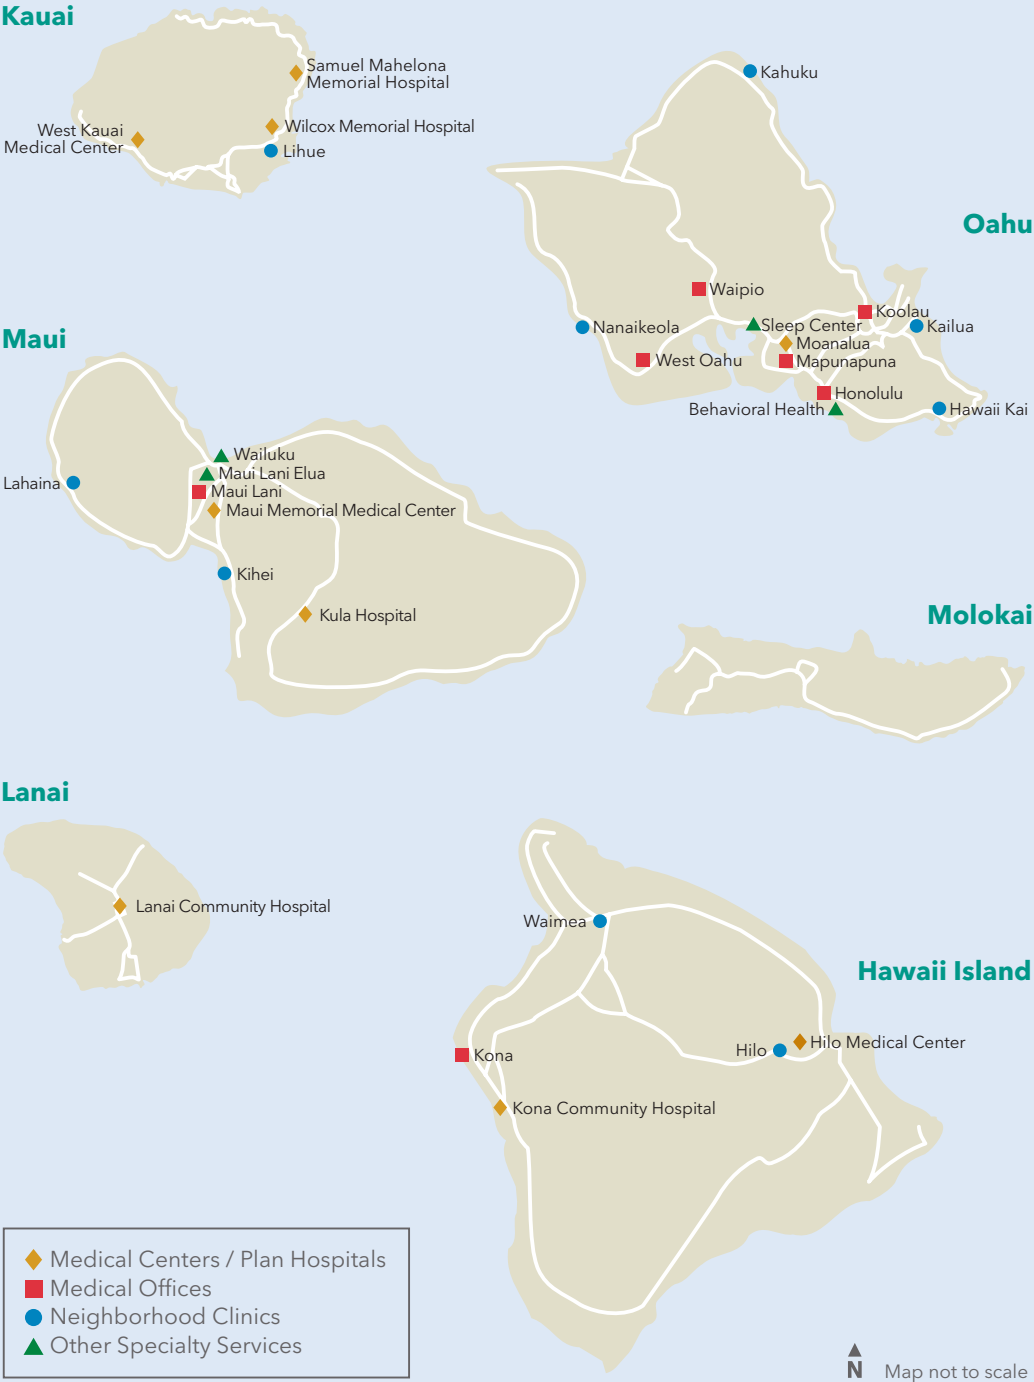 Kauai
Samuel Mahelona
Memorial Hospital
Wilcox Memorial Hospital
West Kauai
Medical Center
Lihue
Kahuku
Oahu
Waipio
Koolau
Nanaikeola
Sleep Center
Kailua
Moanalua
West Oahu
Mapunapuna
Honolulu
Behavioral Health
Hawaii Kai
Maui
Wailuku
Maui Lani Elua
Lahaina
Maui Lani
Maui Memorial Medical Center
Kihei
Kula Hospital
Molokai
Lanai
Lanai Community Hospital
Waimea
Hawaii Island
Hilo Medical Center
Hilo
Kona
Kona Community Hospital
Medical Centers / Plan Hospitals
Medical Offices
Neighborhood Clinics
Other Specialty Services
N
Map not to scale